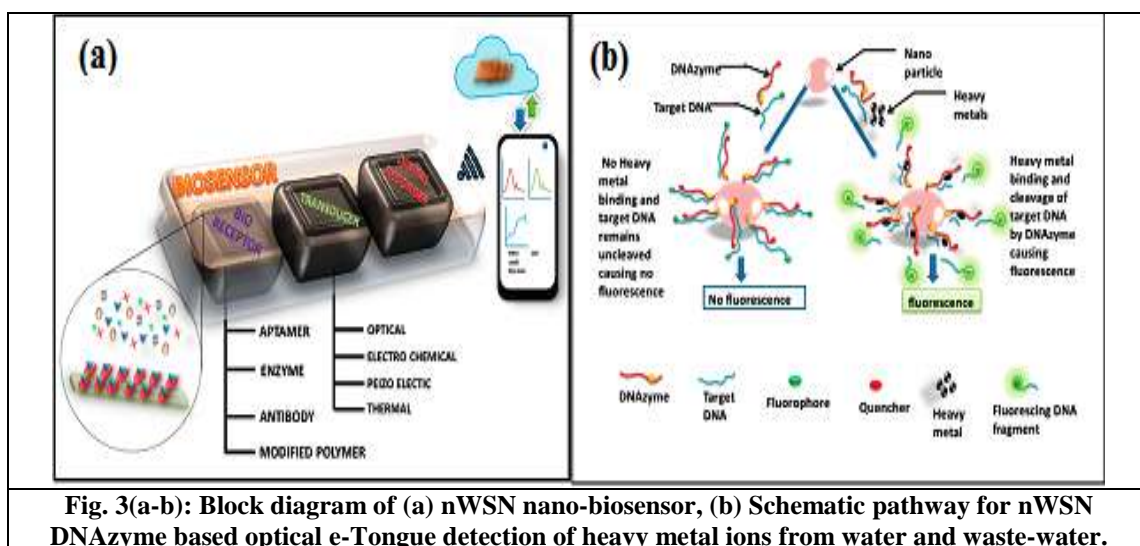 (a)
BIOSENSOR
BIO
RECEPTOR
TRANSDUCER
APTAMER
ENZYME
ANTIBODY
MODIFIED POLYMER
OPTICAL
ELECTRO CHEMICAL
PEIZO ELECTIC
THERMAL
(b)
DNAzyme
Target DNA
Nano
particle
Heavy
metals
No Heavy
metal
binding and
target DNA
remains
uncleaved
causing no
fluorescence
Heavy metal
binding and
cleavage of
target DNA
by DNAzyme
causing
fluorescence
No fluorescence
fluorescence
DNAzyme
Target
DNA
Fluorophore
Quencher
Heavy
metal
Fluorescing DNA
fragment
Fig. 3(a-b): Block diagram of (a) nWSN nano-biosensor, (b) Schematic pathway for nWSN
DNAzyme based optical e-Tongue detection of heavy metal ions from water and waste-water.